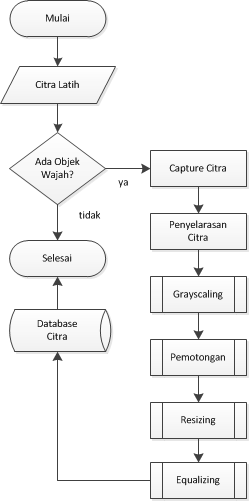 Mulai
Citra Latih
Ada Objek
Wajah?
ya
tidak
Capture Citra
Penyelarasan
Citra
Grayscaling
Pemotongan
Resizing
Equalizing
Database
Citra
Selesai